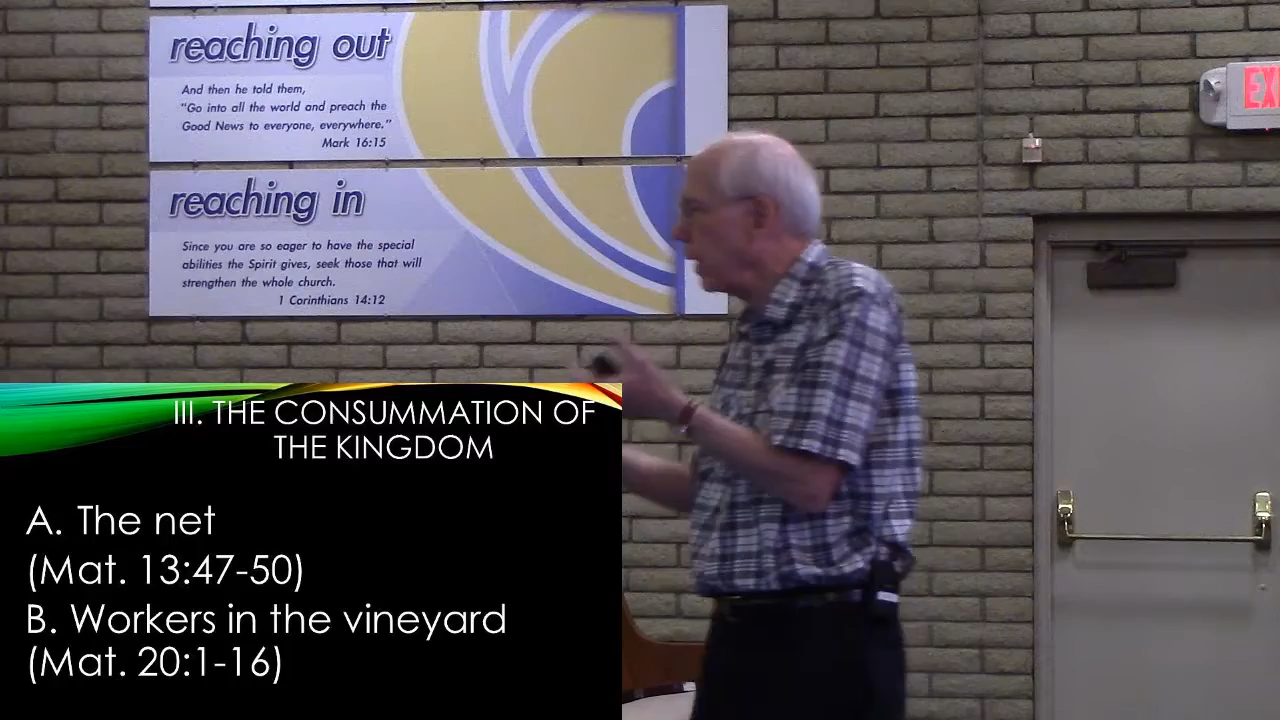 reaching out
And then he told them,
"Go into all the world and preach the
Good News to everyone, everywhere."
Mark 16:15
reaching in
Since you are so eager to have the special
abilities the Spirit gives, seek those that will
strengthen the whole church.
1 Corinthians 14:12
III. THE CONSUMMATION OF
THE KINGDOM
A. The net
(Mat. 13:47-50)
B. Workers in the vineyard
(Mat. 20:1-16)